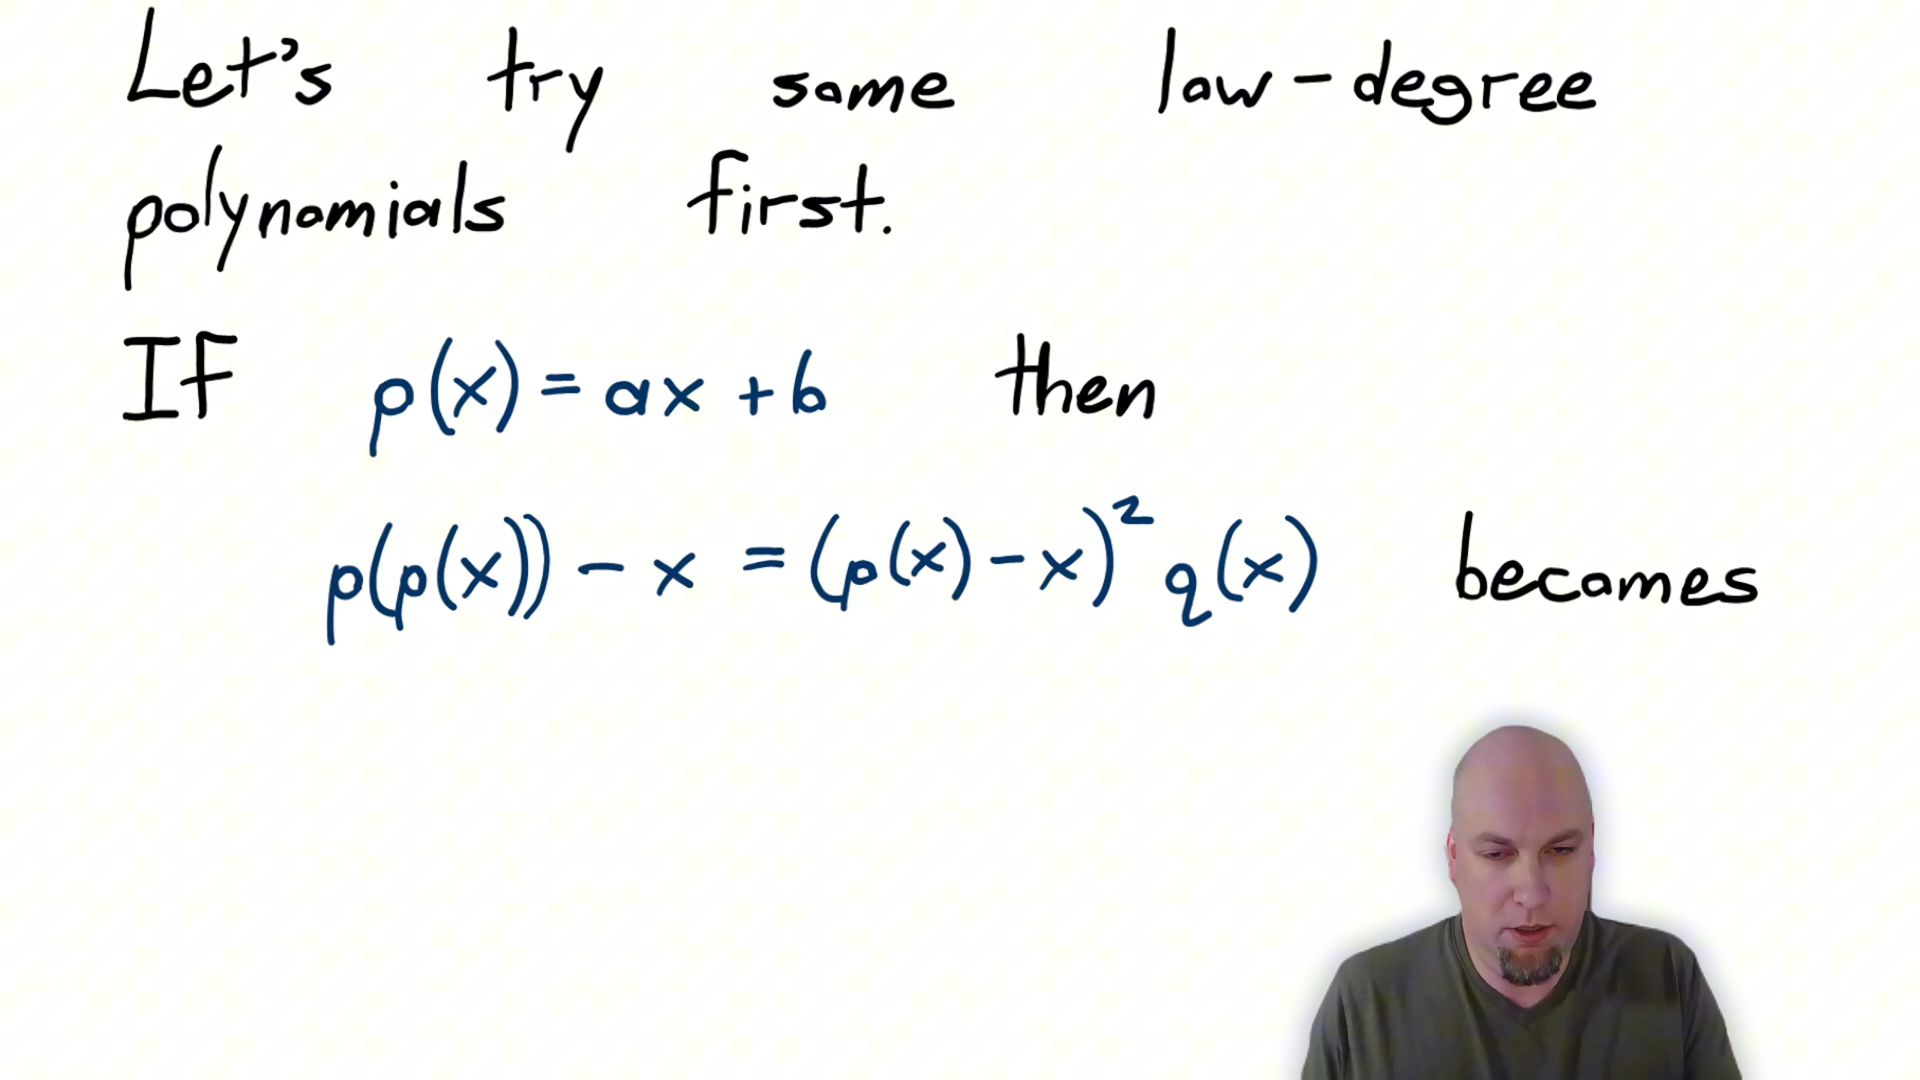 Let's try some low-degree
polynomials first.
If p(x) = ax + b then
p(p(x)) - x = (p(x) - x)² q(x) becomes